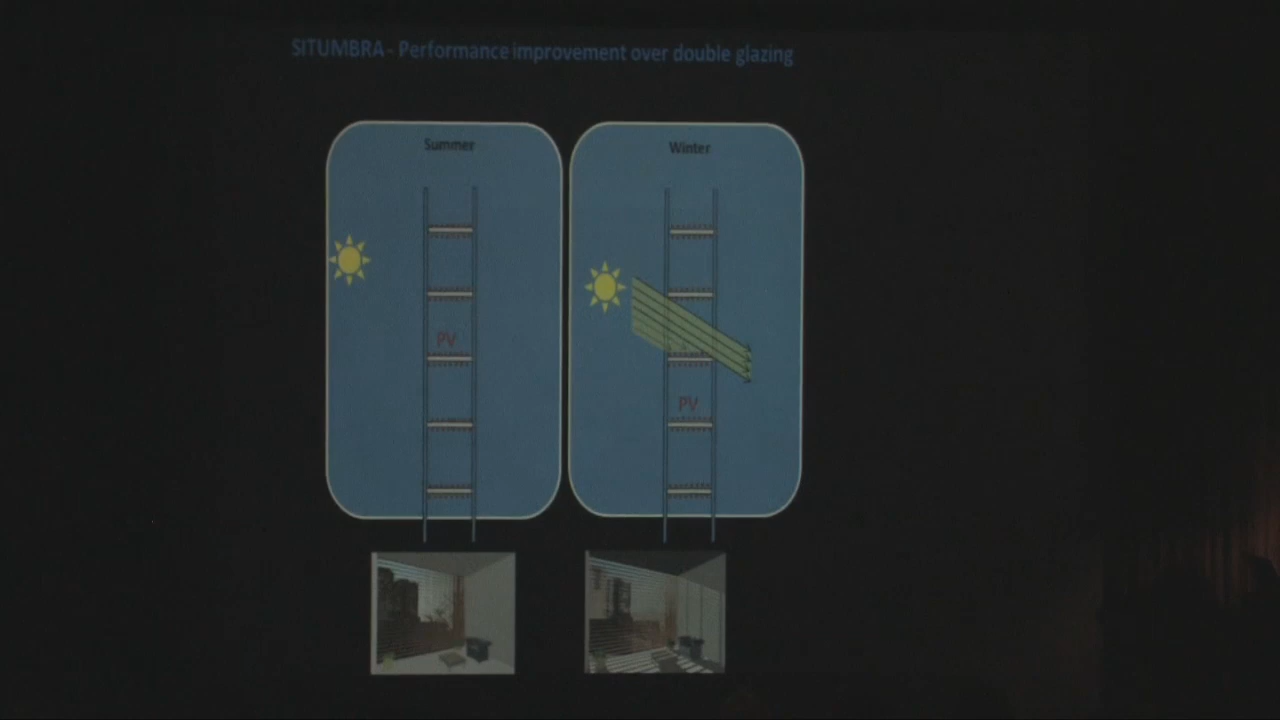 SITUMBRA - Performance improvement over double glazing
Summer
Winter
PV
PV